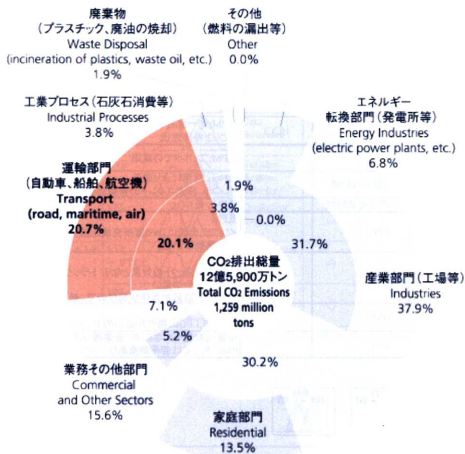 廃棄物
(プラスチック、廃油の焼却)
Waste Disposal
(incineration of plastics, waste oil, etc.)
1.9%
その他
(燃料の漏出等)
Other
0.0%
工業プロセス(石灰石消費等)
Industrial Processes
3.8%
エネルギー
転換部門(発電所等)
Energy Industries
(electric power plants, etc.)
6.8%
運輸部門
(自動車、船舶、航空機)
Transport
(road, maritime, air)
20.7%
1.9%
3.8%
0.0%
20.1%
31.7%
CO2排出総量
12億5,900万トン
Total CO2 Emissions
1,259 million
tons
産業部門(工場等)
Industries
37.9%
7.1%
5.2%
30.2%
業務その他部門
Commercial
and Other Sectors
15.6%
家庭部門
Residential
13.5%